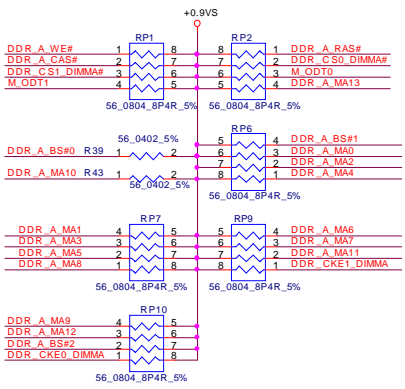 +0.9VS
RP1 RP2
DDR_A_WE# 1 8 8 1 DDR_A_RAS#
DDR_A_CAS# 2 7 7 2 DDR_CS0_DIMMA#
DDR_CS1_DIMMA# 3 6 6 3 M_ODT0
M_ODT1 4 5 5 4 DDR_A_MA13
56_0804_8P4R_5% 56_0804_8P4R_5%
56_0402_5% RP6
5 4 DDR_A_BS#1
DDR_A_BS#0 R39 1 2 6 3 DDR_A_MA0
7 2 DDR_A_MA2
DDR_A_MA10 R43 1 2 8 1 DDR_A_MA4
56_0402_5% 56_0804_8P4R_5%
RP7 RP9
DDR_A_MA1 4 5 5 4 DDR_A_MA6
DDR_A_MA3 3 6 6 3 DDR_A_MA7
DDR_A_MA5 2 7 7 2 DDR_A_MA11
DDR_A_MA8 1 8 8 1 DDR_CKE1_DIMMA
56_0804_8P4R_5% 56_0804_8P4R_5%
RP10
DDR_A_MA9 4 5
DDR_A_MA12 3 6
DDR_A_BS#2 2 7
DDR_CKE0_DIMMA 1 8
56_0804_8P4R_5%